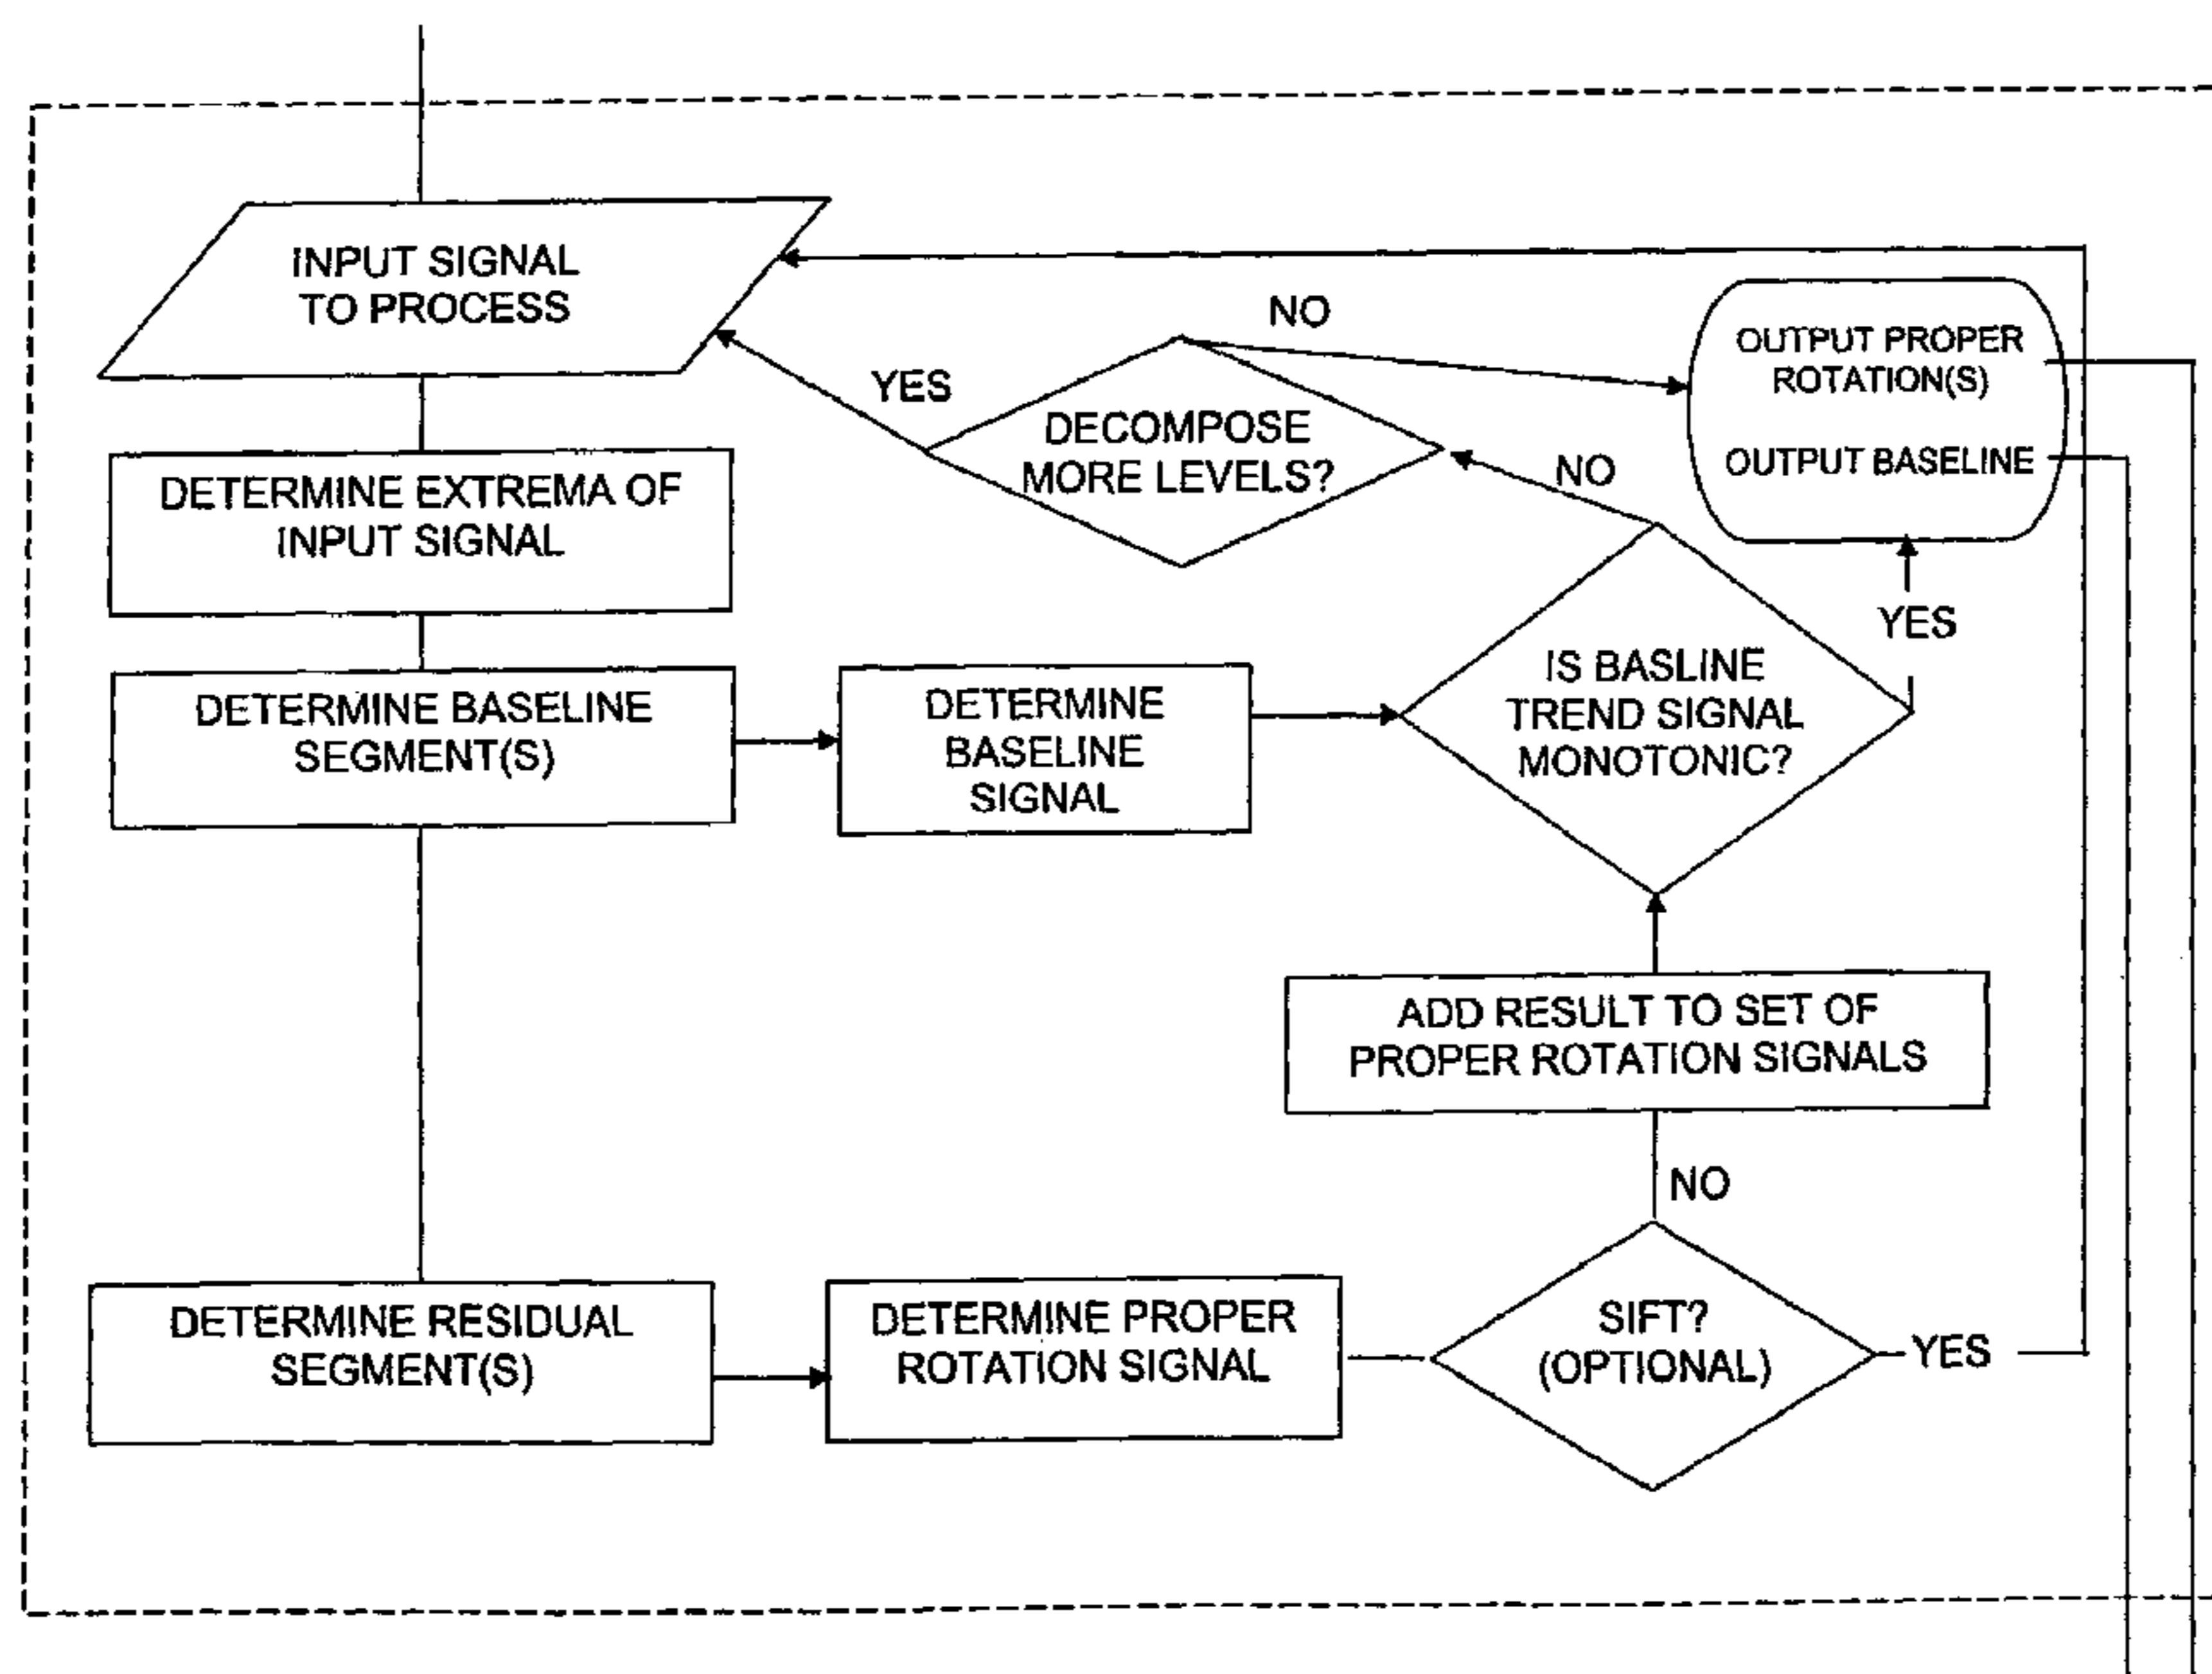 INPUT SIGNAL
TO PROCESS
NO
OUTPUT PROPER
ROTATION(S)
OUTPUT BASELINE
YES
DECOMPOSE
MORE LEVELS?
NO
DETERMINE EXTREMA OF
INPUT SIGNAL
YES
DETERMINE BASELINE
SEGMENT(S)
DETERMINE
BASELINE
SIGNAL
IS BASLINE
TREND SIGNAL
MONOTONIC?
ADD RESULT TO SET OF
PROPER ROTATION SIGNALS
NO
DETERMINE RESIDUAL
SEGMENT(S)
DETERMINE PROPER
ROTATION SIGNAL
SIFT?
(OPTIONAL)
YES